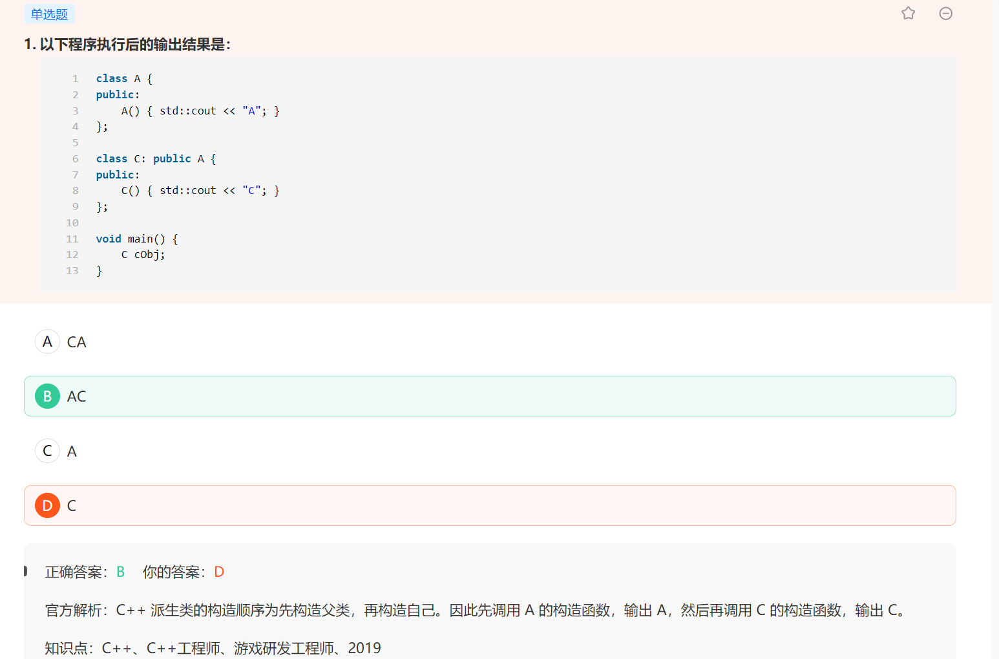 单选题
1. 以下程序执行后的输出结果是：
1 class A {
2 public:
3     A() { std::cout << "A"; }
4 };
5
6 class C: public A {
7 public:
8     C() { std::cout << "C"; }
9 };
10
11 void main() {
12     C cObj;
13 }
A CA
B AC
C A
D C
正确答案：B 你的答案：D
官方解析：C++ 派生类的构造顺序为先构造父类，再构造自己。因此先调用 A 的构造函数，输出 A，然后再调用 C 的构造函数，输出 C。
知识点：C++、C++工程师、游戏研发工程师、2019